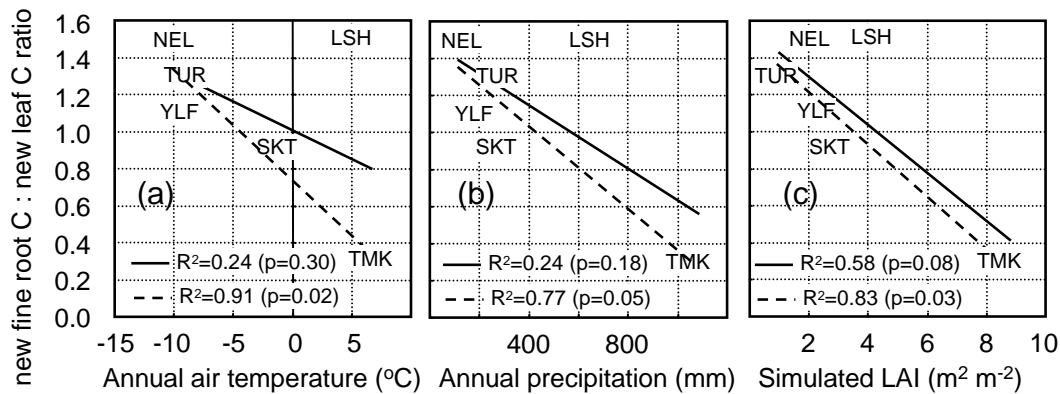 new fine root C : new leaf C ratio
1.6
1.4
1.2
1.0
0.8
0.6
0.4
0.2
0.0
NEL
LSH
TUR
YLF
SKT
(a)
TMK
R²=0.24 (p=0.30)
R²=0.91 (p=0.02)
-15 -10 -5 0 5
Annual air temperature (ºC)
NEL
LSH
TUR
YLF
SKT
(b)
TMK
R²=0.24 (p=0.18)
R²=0.77 (p=0.05)
400 800
Annual precipitation (mm)
NEL
LSH
TUR
YLF
SKT
(c)
TMK
R²=0.58 (p=0.08)
R²=0.83 (p=0.03)
2 4 6 8 10
Simulated LAI (m² m⁻²)